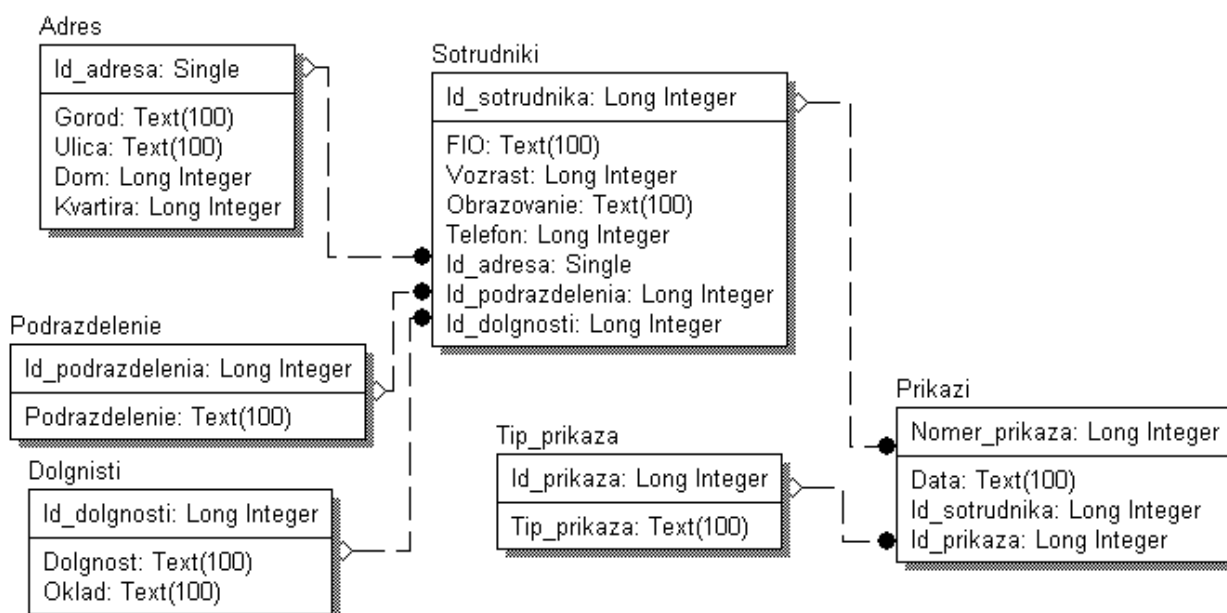 Adres
Id_adresa: Single
Gorod: Text(100)
Ulica: Text(100)
Dom: Long Integer
Kvartira: Long Integer
Sotrudniki
Id_sotrudnika: Long Integer
FIO: Text(100)
Vozrast: Long Integer
Obrazovanie: Text(100)
Telefon: Long Integer
Id_adresa: Single
Id_podrazdelenia: Long Integer
Id_dolgnosti: Long Integer
Podrazdelenie
Id_podrazdelenia: Long Integer
Podrazdelenie: Text(100)
Dolgnisti
Id_dolgnosti: Long Integer
Dolgnost: Text(100)
Oklad: Text(100)
Tip_prikaza
Id_prikaza: Long Integer
Tip_prikaza: Text(100)
Prikazi
Nomer_prikaza: Long Integer
Data: Text(100)
Id_sotrudnika: Long Integer
Id_prikaza: Long Integer